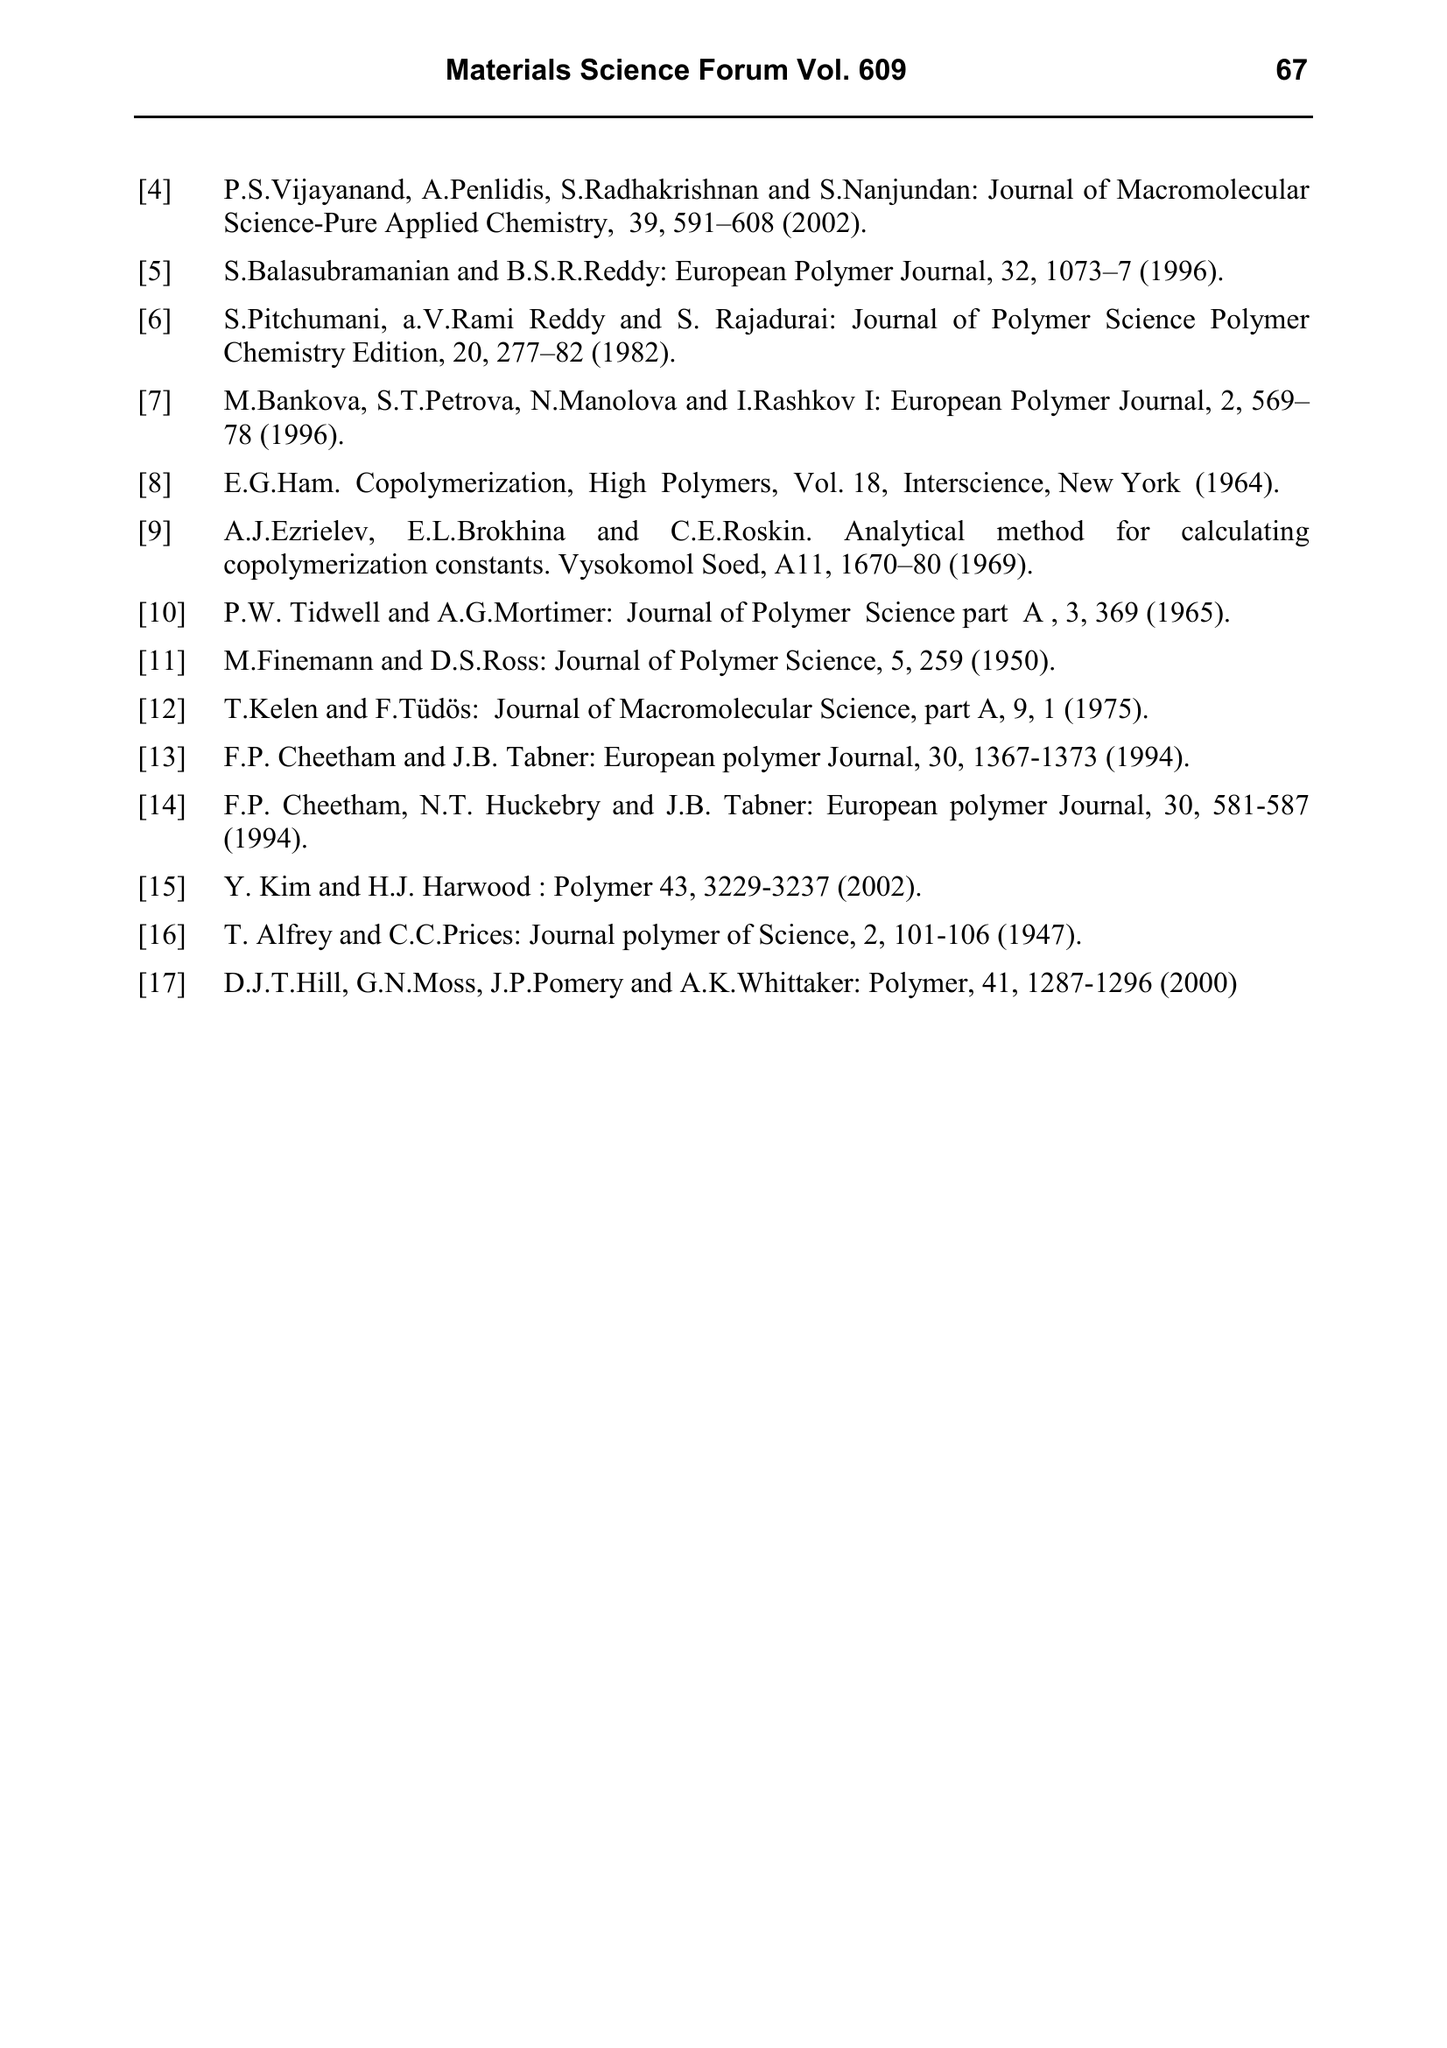 Materials Science Forum Vol. 609 67
[4] P.S.Vijayanand, A.Penlidis, S.Radhakrishnan and S.Nanjundan: Journal of Macromolecular
Science-Pure Applied Chemistry, 39, 591–608 (2002).
[5] S.Balasubramanian and B.S.R.Reddy: European Polymer Journal, 32, 1073–7 (1996).
[6] S.Pitchumani, a.V.Rami Reddy and S. Rajadurai: Journal of Polymer Science Polymer
Chemistry Edition, 20, 277–82 (1982).
[7] M.Bankova, S.T.Petrova, N.Manolova and I.Rashkov I: European Polymer Journal, 2, 569–
78 (1996).
[8] E.G.Ham. Copolymerization, High Polymers, Vol. 18, Interscience, New York (1964).
[9] A.J.Ezrielev, E.L.Brokhina and C.E.Roskin. Analytical method for calculating
copolymerization constants. Vysokomol Soed, A11, 1670–80 (1969).
[10] P.W. Tidwell and A.G.Mortimer: Journal of Polymer Science part A , 3, 369 (1965).
[11] M.Finemann and D.S.Ross: Journal of Polymer Science, 5, 259 (1950).
[12] T.Kelen and F.Tüdös: Journal of Macromolecular Science, part A, 9, 1 (1975).
[13] F.P. Cheetham and J.B. Tabner: European polymer Journal, 30, 1367-1373 (1994).
[14] F.P. Cheetham, N.T. Huckebry and J.B. Tabner: European polymer Journal, 30, 581-587
(1994).
[15] Y. Kim and H.J. Harwood : Polymer 43, 3229-3237 (2002).
[16] T. Alfrey and C.C.Prices: Journal polymer of Science, 2, 101-106 (1947).
[17] D.J.T.Hill, G.N.Moss, J.P.Pomery and A.K.Whittaker: Polymer, 41, 1287-1296 (2000)